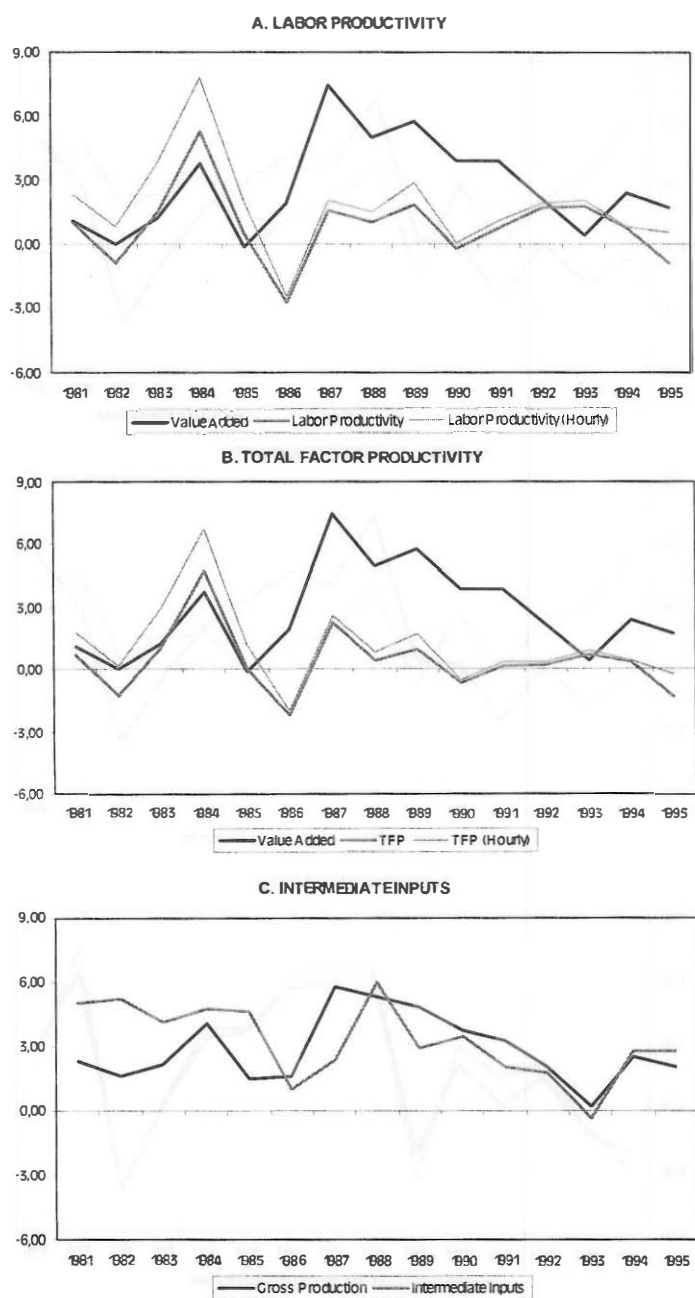 A. LABOR PRODUCTIVITY
9,00
6,00
3,00
0,00
-3,00
-6,00
1981 1982 1983 1984 1985 1986 1987 1988 1989 1990 1991 1992 1993 1994 1995
Value Added Labor Productivity Labor Productivity (Hourly)
B. TOTAL FACTOR PRODUCTIVITY
9,00
6,00
3,00
0,00
-3,00
-6,00
1981 1982 1983 1984 1985 1986 1987 1988 1989 1990 1991 1992 1993 1994 1995
Value Added TFP TFP (Hourly)
C. INTERMEDIATE INPUTS
9,00
6,00
3,00
0,00
-3,00
-6,00
1981 1982 1983 1984 1985 1986 1987 1988 1989 1990 1991 1992 1993 1994 1995
Gross Production Intermediate Inputs